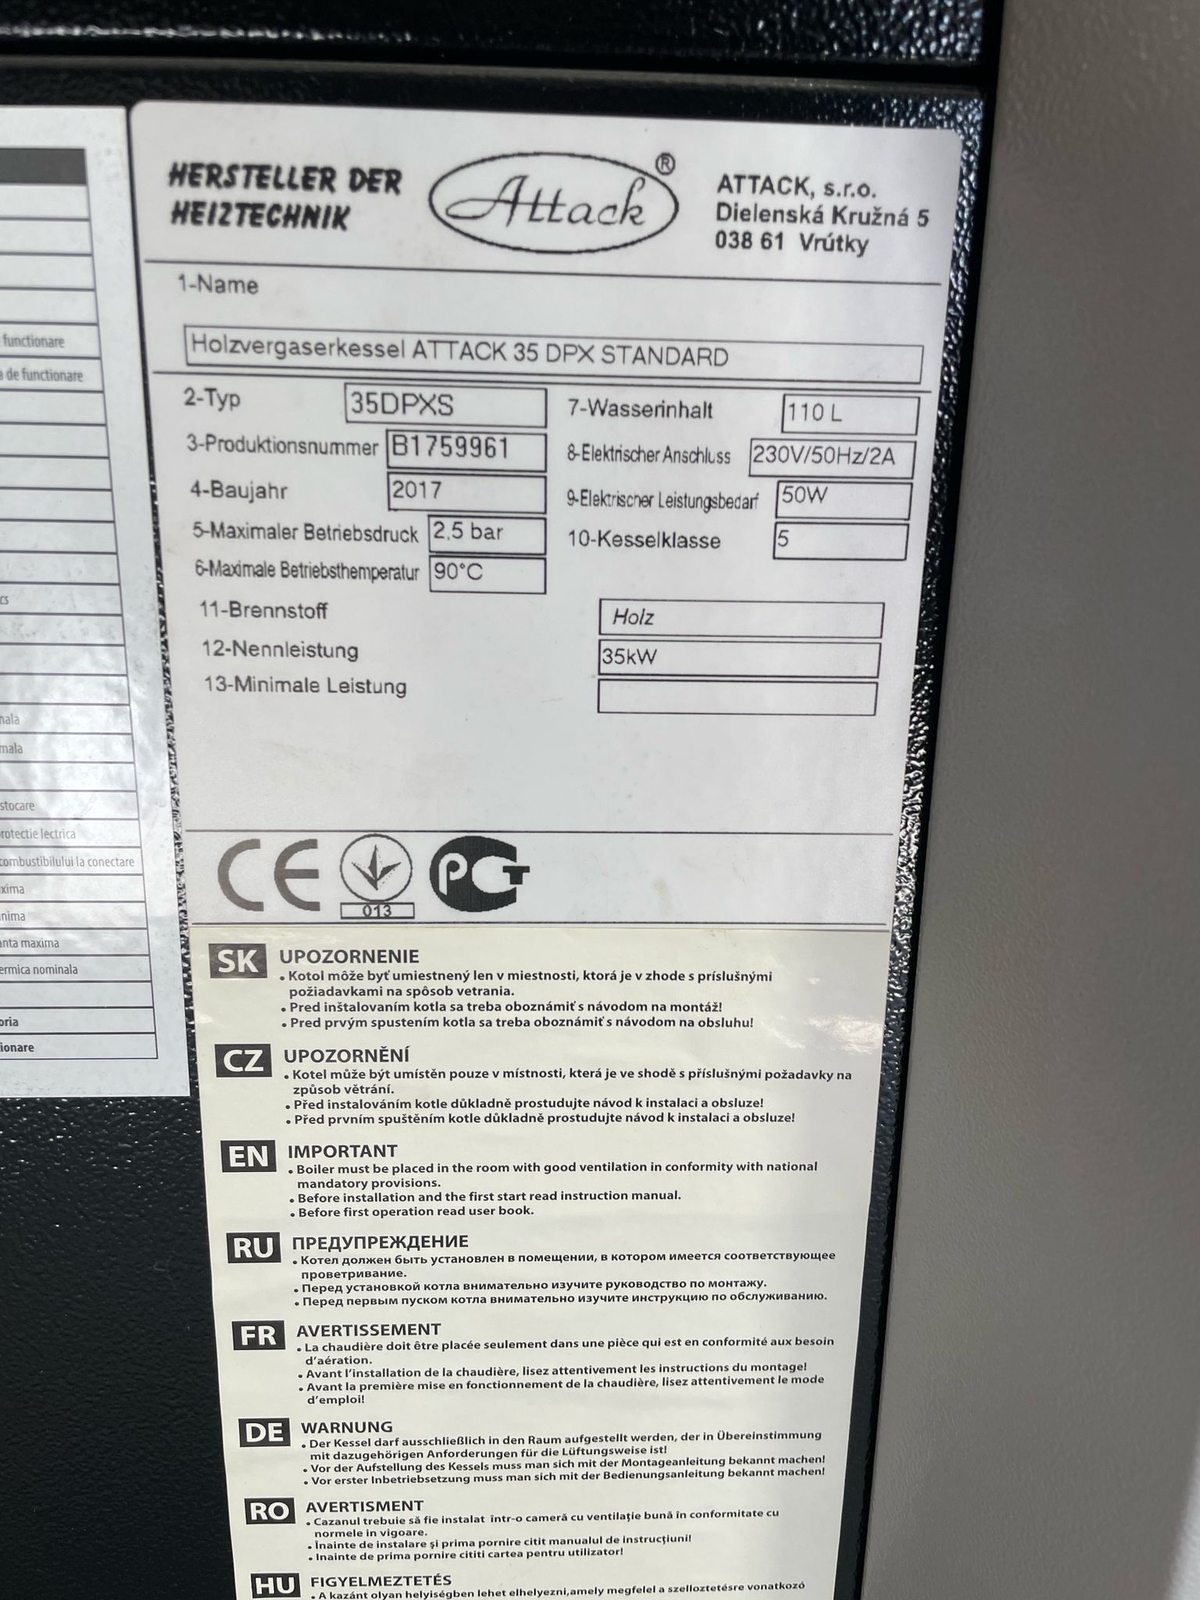 functionare
de functionare
stocare
combustibilului la conectare
HERSTELLER DER
HEIZTECHNIK
Attack®
ATTACK, s.r.o.
Dielenská Kružná 5
038 61 Vrútky
1-Name
Holzvergaserkessel ATTACK 35 DPX STANDARD
2-Typ 35DPXS
3-Produktionsnummer B1759961
4-Baujahr 2017
5-Maximaler Betriebsdruck 2,5 bar
6-Maximale Betriebsthemperatur 90°C
7-Wasserinhalt 110 L
8-Elektrischer Anschluss 230V/50Hz/2A
9-Elektrischer Leistungsbedarf 50W
10-Kesselklasse 5
11-Brennstoff Holz
12-Nennleistung 35kW
13-Minimale Leistung
CE
013
PCT
SK UPOZORNENIE
• Kotol môže byť umiestnený len v miestnosti, ktorá je v zhode s príslušnými
požiadavkami na spôsob vetrania.
• Pred inštalovaním kotla sa treba oboznámiť s návodom na montáž!
• Pred prvým spustením kotla sa treba oboznámiť s návodom na obsluhu!
CZ UPOZORNĚNÍ
• Kotel může být umístěn pouze v místnosti, která je ve shodě s příslušnými požadavky na
způsob větrání.
• Před instalováním kotle důkladně prostudujte návod k instalaci a obsluze!
• Před prvním spuštěním kotle důkladně prostudujte návod k instalaci a obsluze!
EN IMPORTANT
• Boiler must be placed in the room with good ventilation in conformity with national
mandatory provisions.
• Before installation and the first start read instruction manual.
• Before first operation read user book.
RU ПРЕДУПРЕЖДЕНИЕ
• Котел должен быть установлен в помещении, в котором имеется соответствующее
проветривание.
• Перед установкой котла внимательно изучите руководство по монтажу.
• Перед первым пуском котла внимательно изучите инструкцию по обслуживанию.
FR AVERTISSEMENT
• La chaudière doit être placée seulement dans une pièce qui est en conformité aux besoin
d'aération.
• Avant l'installation de la chaudière, lisez attentivement les instructions du montage!
• Avant la première mise en fonctionnement de la chaudière, lisez attentivement le mode
d'emploi!
DE WARNUNG
• Der Kessel darf ausschließlich in den Raum aufgestellt werden, der in Übereinstimmung
mit dazugehörigen Anforderungen für die Lüftungsweise ist!
• Vor der Aufstellung des Kessels muss man sich mit der Montageanleitung bekannt machen!
• Vor erster Inbetriebsetzung muss man sich mit der Bedienungsanleitung bekannt machen!
RO AVERTISMENT
• Cazanul trebuie să fie instalat într-o cameră cu ventilație bună în conformitate cu
normele in vigoare.
• Înainte de instalare şi prima pornire citit manualul de instrucţiuni!
• Inainte de prima pornire cititi cartea pentru utilizator!
HU FIGYELMEZTETÉS
• A kazánt olyan helyiségben lehet elhelyezni,amely megfelel a szelloztetésre vonatkozó